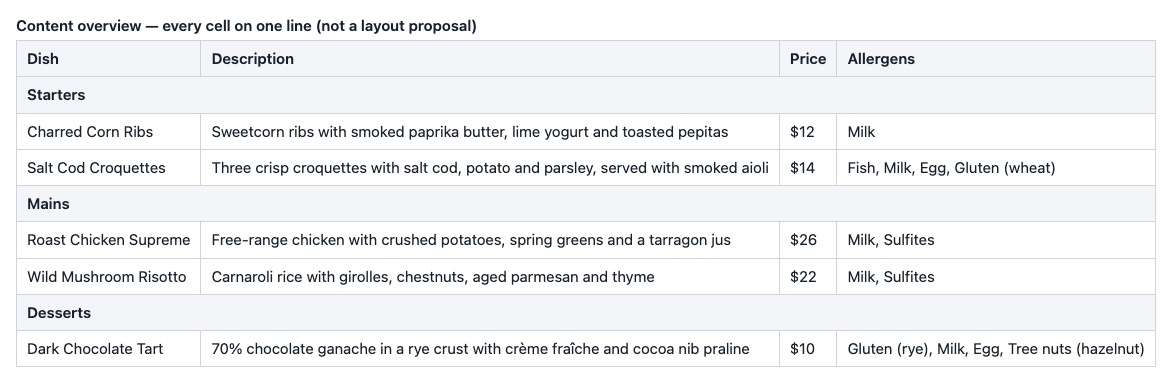 Content overview — every cell on one line (not a layout proposal)
Dish Description Price Allergens
Starters
Charred Corn Ribs Sweetcorn ribs with smoked paprika butter, lime yogurt and toasted pepitas $12 Milk
Salt Cod Croquettes Three crisp croquettes with salt cod, potato and parsley, served with smoked aioli $14 Fish, Milk, Egg, Gluten (wheat)
Mains
Roast Chicken Supreme Free-range chicken with crushed potatoes, spring greens and a tarragon jus $26 Milk, Sulfites
Wild Mushroom Risotto Carnaroli rice with girolles, chestnuts, aged parmesan and thyme $22 Milk, Sulfites
Desserts
Dark Chocolate Tart 70% chocolate ganache in a rye crust with crème fraîche and cocoa nib praline $10 Gluten (rye), Milk, Egg, Tree nuts (hazelnut)